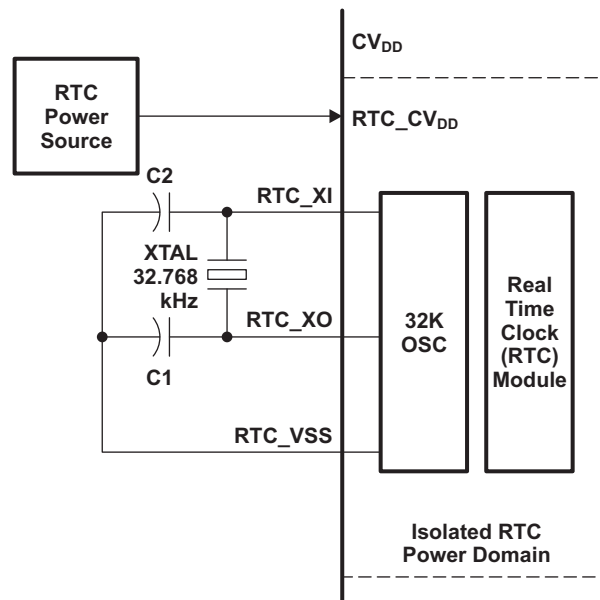 CVDD
RTC
Power
Source
RTC_CVDD
C2
RTC_XI
XTAL
32.768
kHz
RTC_XO
C1
32K
OSC
Real
Time
Clock
(RTC)
Module
RTC_VSS
Isolated RTC
Power Domain